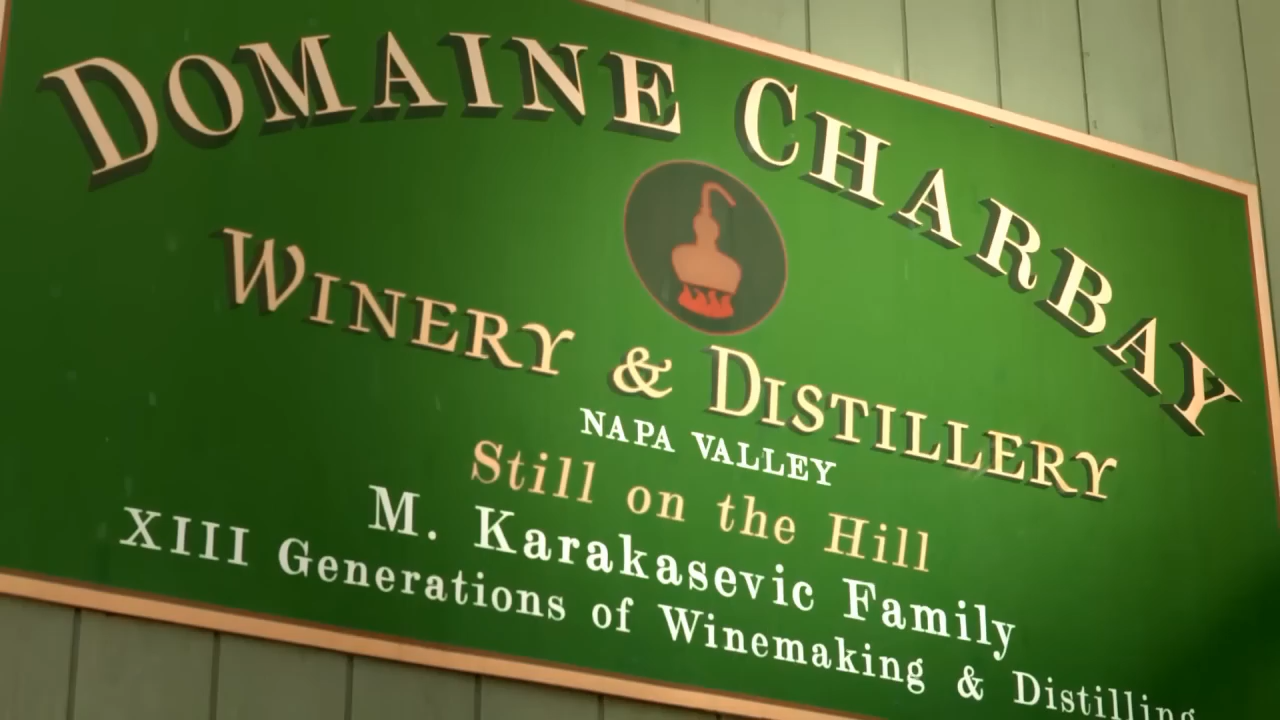 DOMAINE CHARBAY
WINERY & DISTILLERY
NAPA VALLEY
Still on the Hill
M. Karakasevic Family
XIII Generations of Winemaking & Distilling